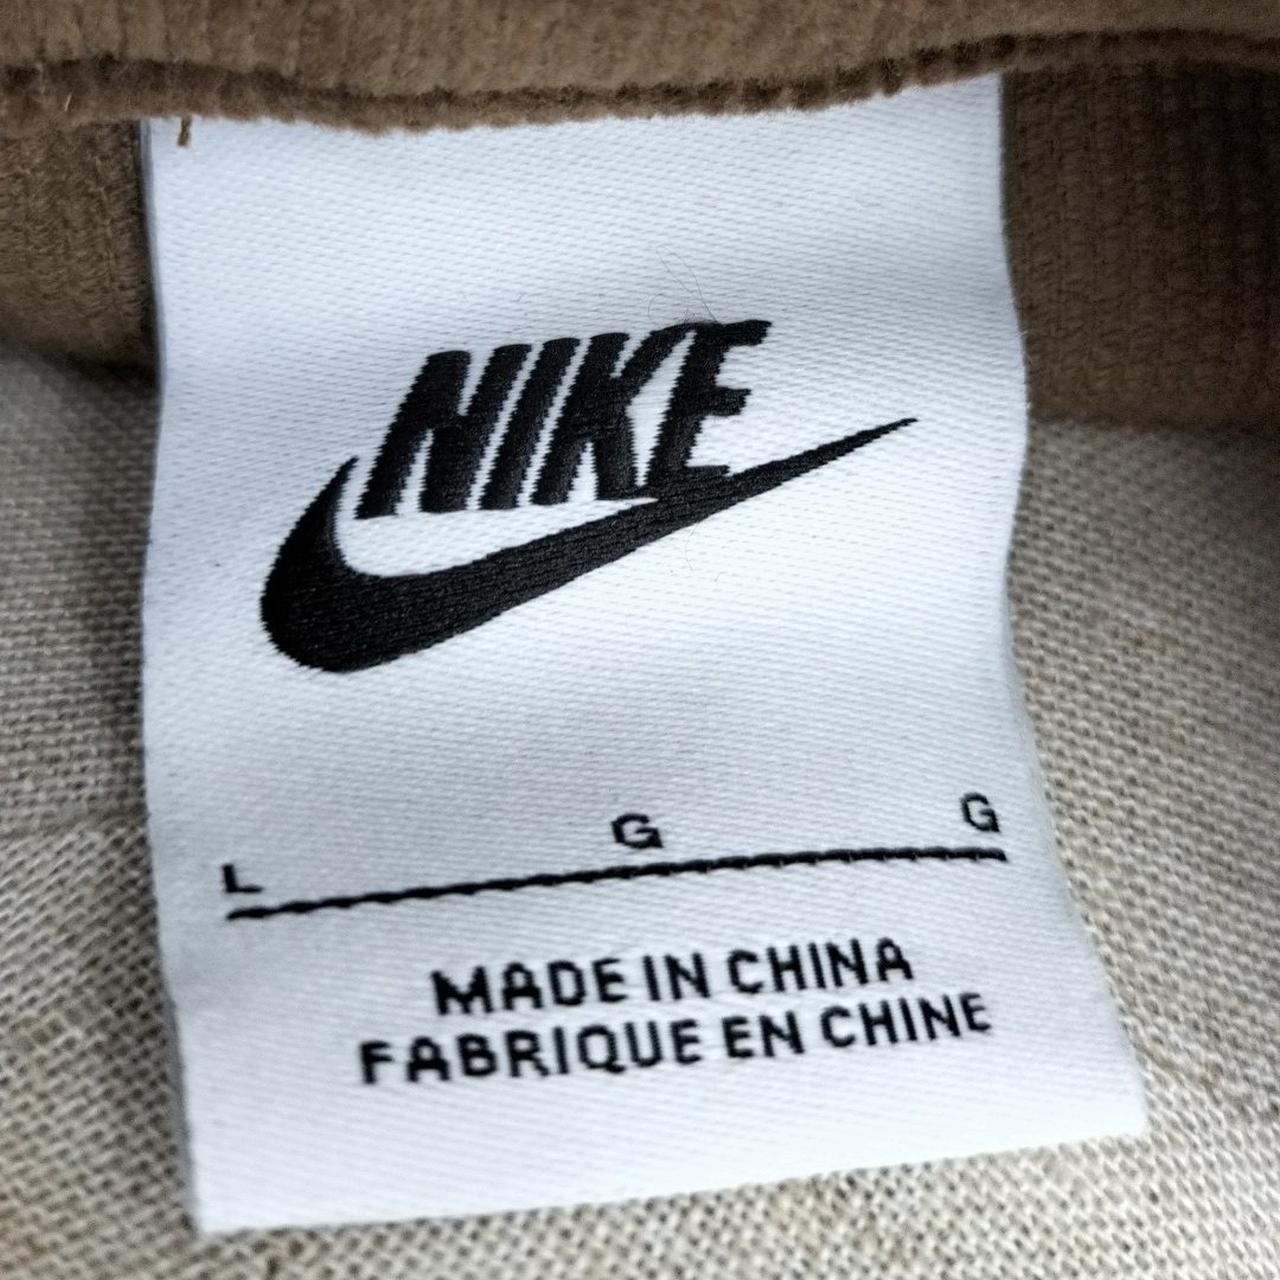 NIKE
L G G
MADE IN CHINA
FABRIQUE EN CHINE